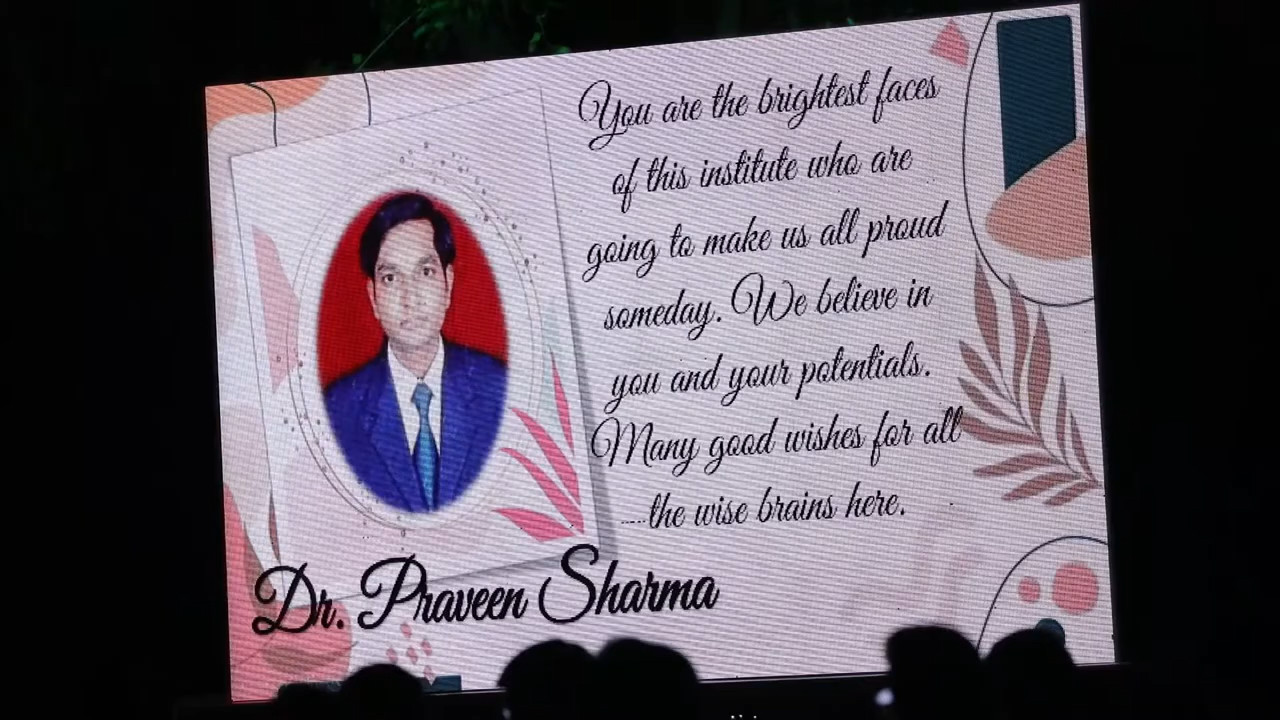 You are the brightest faces
of this institute who are
going to make us all proud
someday. We believe in
you and your potentials.
Many good wishes for all
....the wise brains here.
Dr. Praveen Sharma